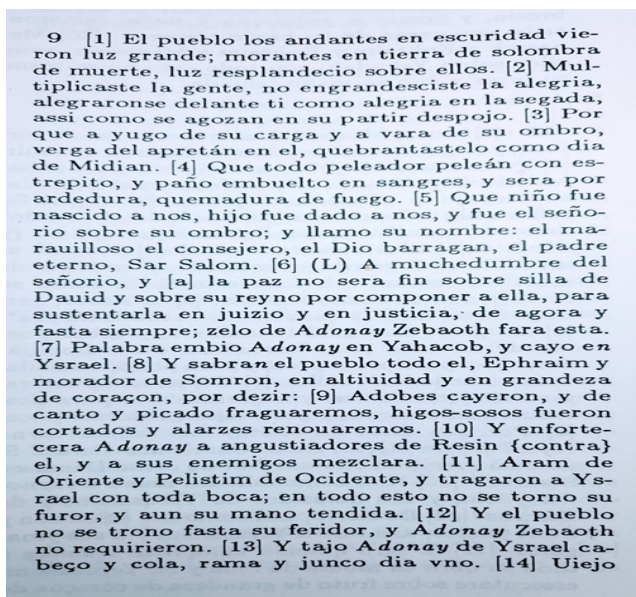 9 [1] El pueblo los andantes en escuridad vie-
ron luz grande; morantes en tierra de solombra
de muerte, luz resplandecio sobre ellos. [2] Mul-
tiplicaste la gente, no engrandesciste la alegria,
alegraronse delante ti como alegria en la segada,
assi como se agozan en su partir despojo. [3] Por
que a yugo de su carga y a vara de su ombro,
verga del apretán en el, quebrantastelo como dia
de Midian. [4] Que todo peleador peleán con es-
trepito, y paño embuelto en sangres, y sera por
ardedura, quemadura de fuego. [5] Que niño fue
nascido a nos, hijo fue dado a nos, y fue el seño-
rio sobre su ombro; y llamo su nombre: el ma-
rauilloso el consejero, el Dio barragan, el padre
eterno, Sar Salom. [6] (L) A muchedumbre del
señorio, y [a] la paz no sera fin sobre silla de
Dauid y sobre su reyno por componer a ella, para
sustentarla en juizio y en justicia, de agora y
fasta siempre; zelo de Adonay Zebaoth fara esta.
[7] Palabra embio Adonay en Yahacob, y cayo en
Ysrael. [8] Y sabran el pueblo todo el, Ephraim y
morador de Somron, en altiuidad y en grandeza
de coraçon, por dezir: [9] Adobes cayeron, y de
canto y picado fraguaremos, higos-sosos fueron
cortados y alarzes renouaremos. [10] Y enforte-
cera Adonay a angustiadores de Resin {contra}
el, y a sus enemigos mezclara. [11] Aram de
Oriente y Pelistim de Ocidente, y tragaron a Ys-
rael con toda boca; en todo esto no se torno su
furor, y aun su mano tendida. [12] Y el pueblo
no se trono fasta su feridor, y Adonay Zebaoth
no requirieron. [13] Y tajo Adonay de Ysrael ca-
beço y cola, rama y junco dia vno. [14] Uiejo